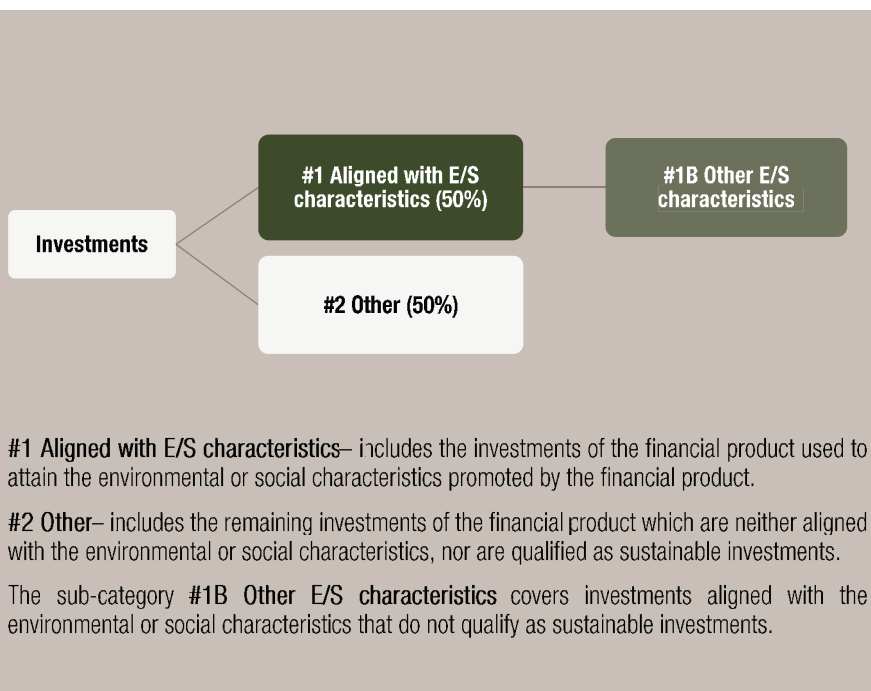 #1 Aligned with E/S
characteristics (50%)
#1B Other E/S
characteristics
Investments
#2 Other (50%)
#1 Aligned with E/S characteristics– includes the investments of the financial product used to
attain the environmental or social characteristics promoted by the financial product.
#2 Other– includes the remaining investments of the financial product which are neither aligned
with the environmental or social characteristics, nor are qualified as sustainable investments.
The sub-category #1B Other E/S characteristics covers investments aligned with the
environmental or social characteristics that do not qualify as sustainable investments.